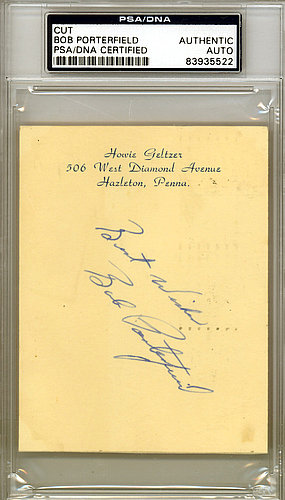 PSA/DNA
CUT
BOB PORTERFIELD AUTHENTIC
PSA/DNA CERTIFIED AUTO
83935522
Howie Geltzer
506 West Diamond Avenue
Hazleton, Penna.
Best Wishes
Bob Porterfield